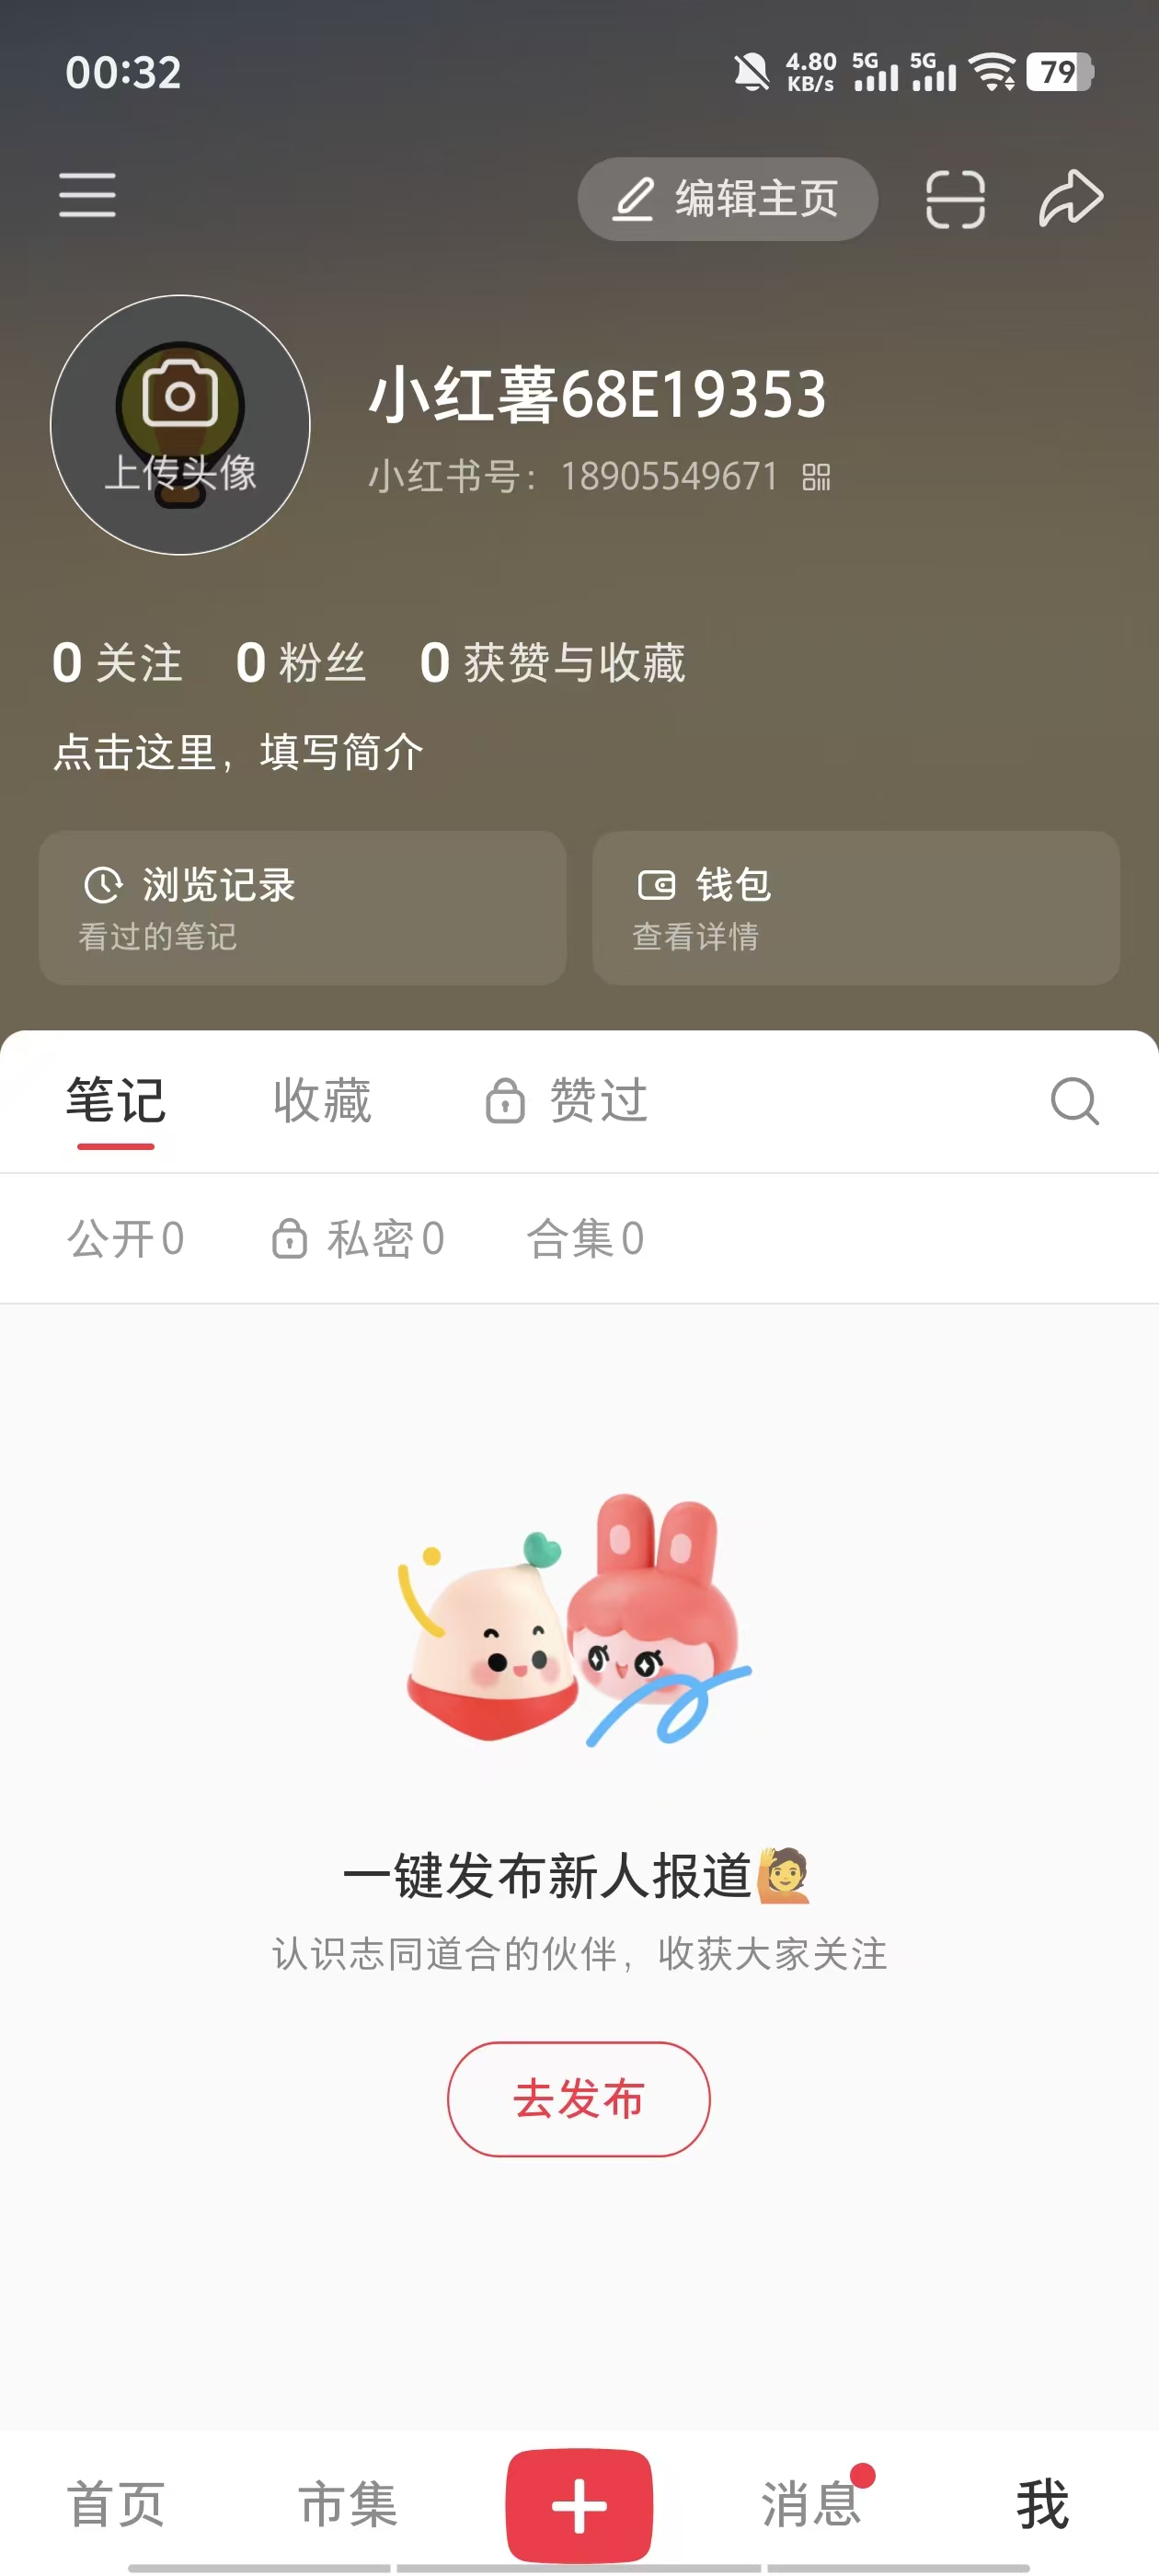 00:32
4.80 KB/s 5G 5G 79
编辑主页
上传头像
小红薯68E19353
小红书号：18905549671
0 关注 0 粉丝 0 获赞与收藏
点击这里，填写简介
浏览记录
看过的笔记
钱包
查看详情
笔记 收藏 赞过
公开0 私密0 合集0
一键发布新人报道🙋
认识志同道合的伙伴，收获大家关注
去发布
首页 市集 消息 我